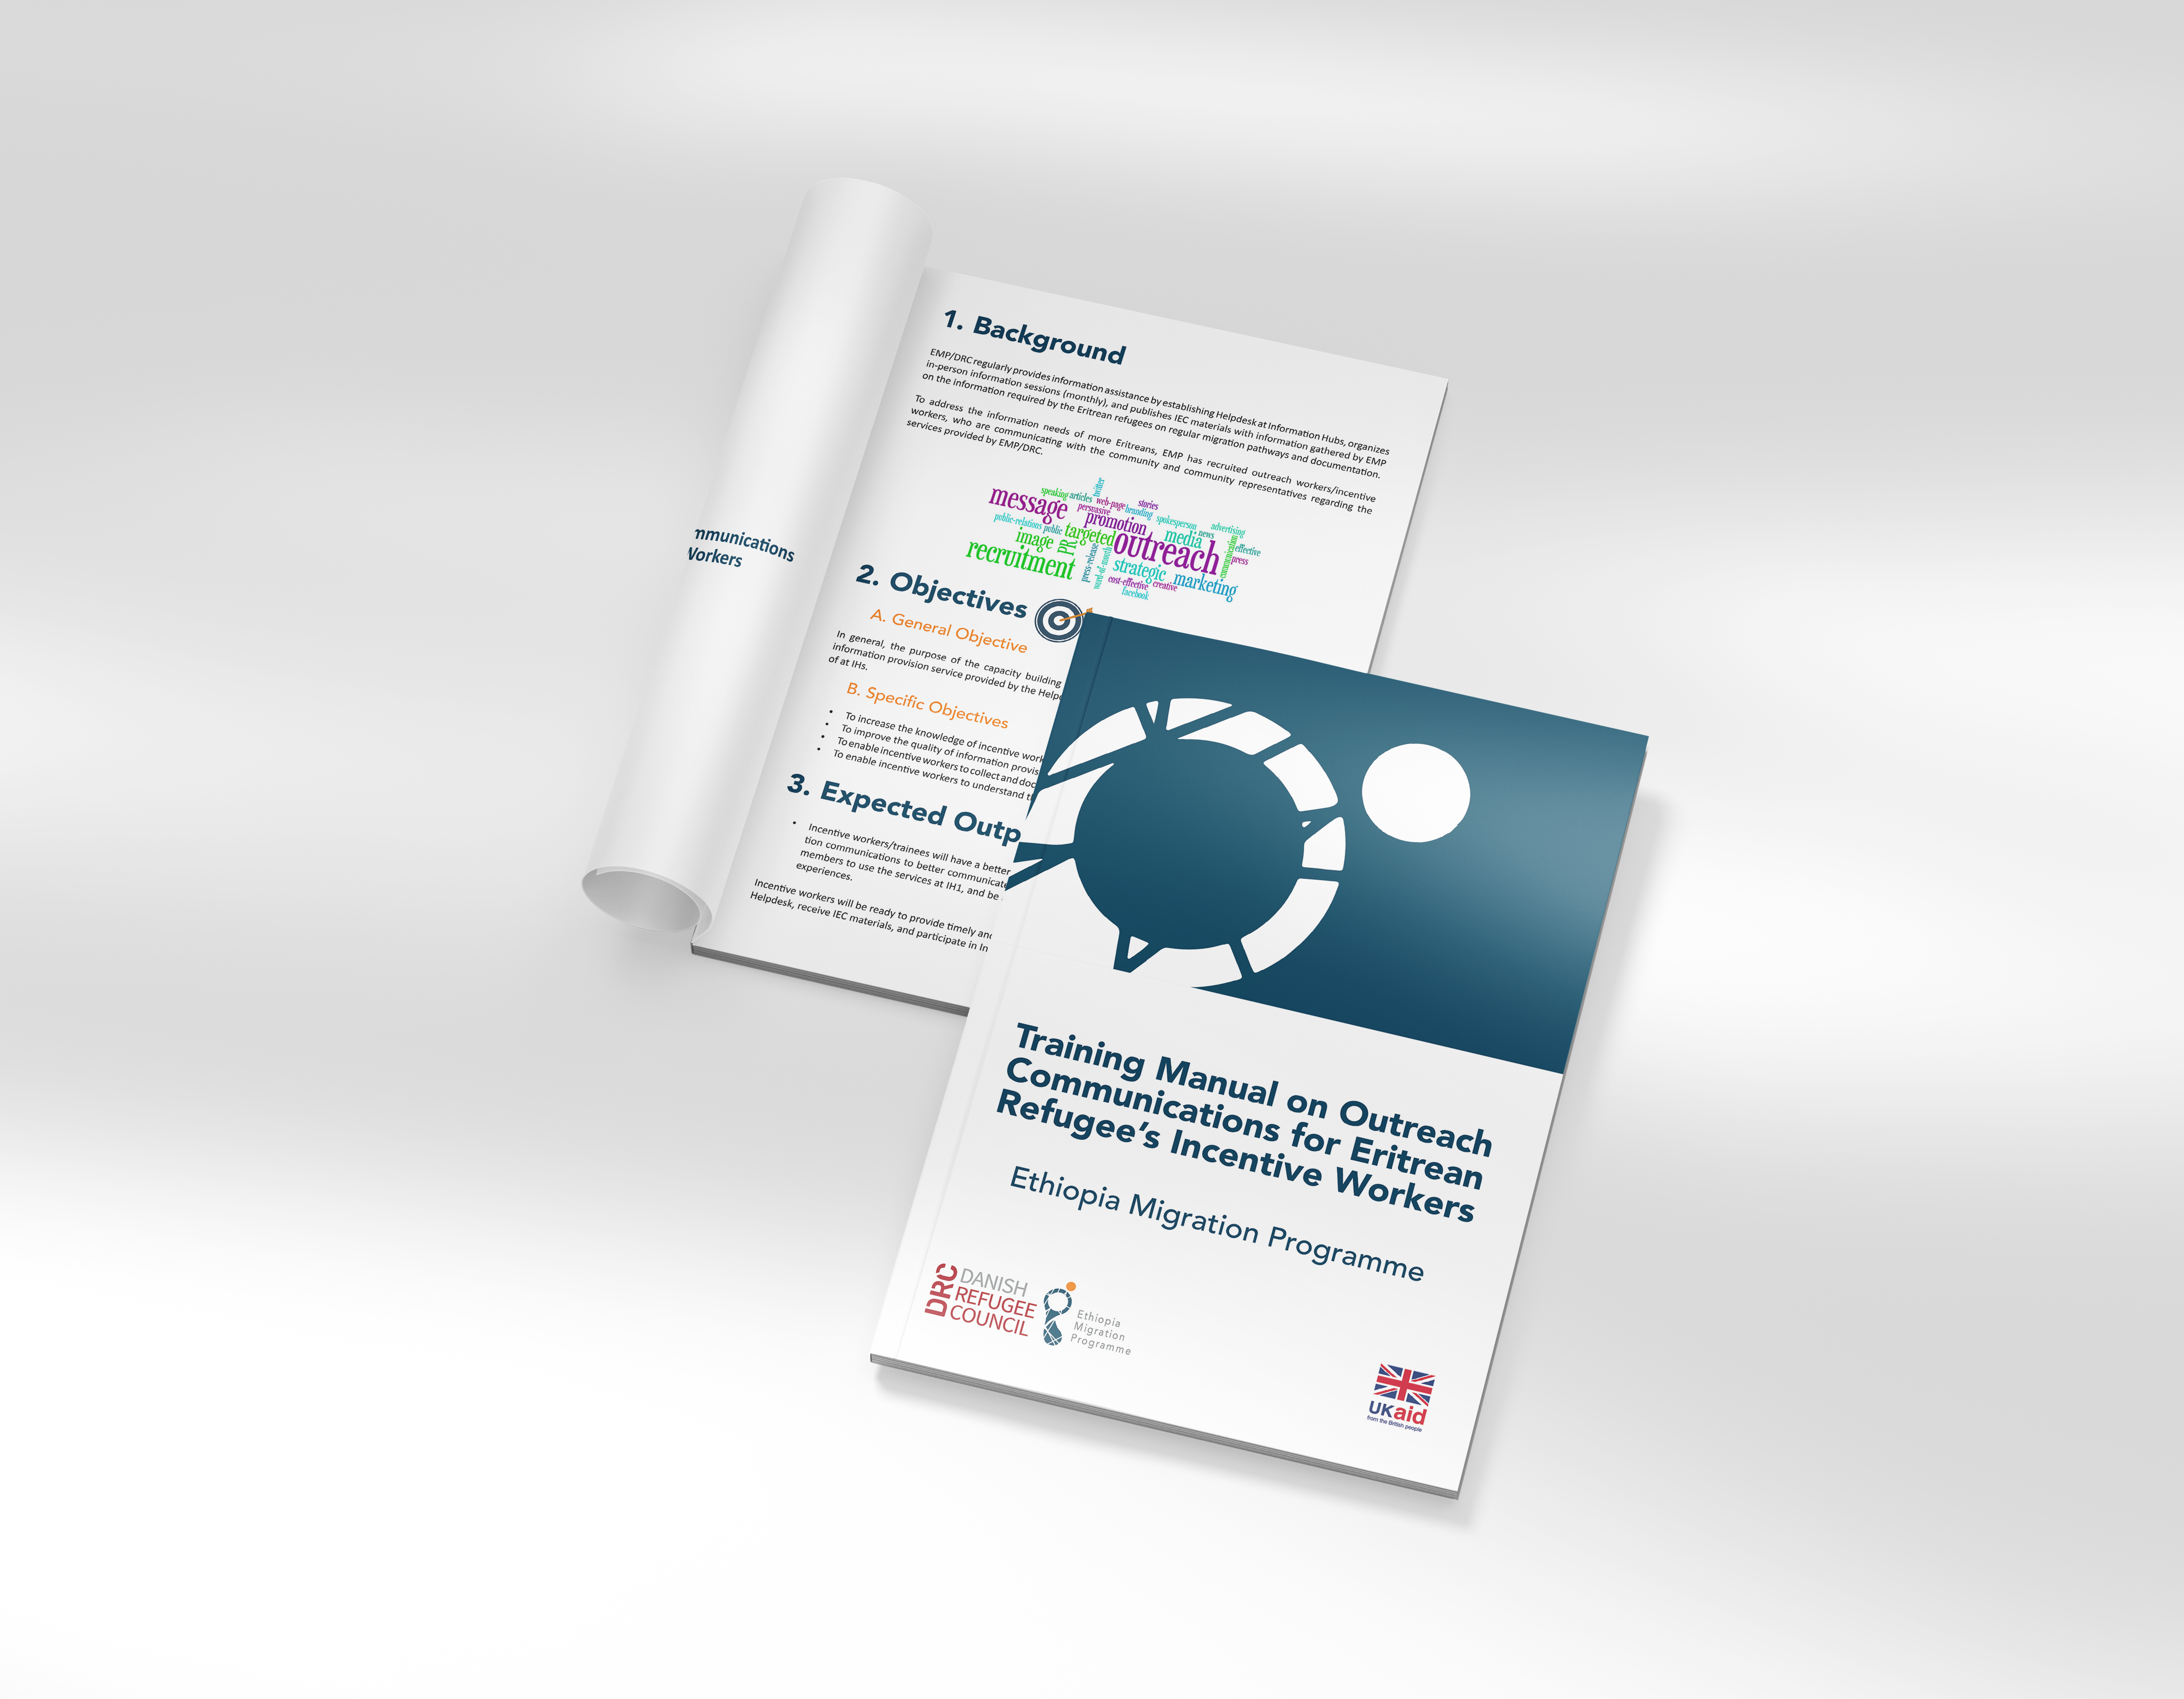 mmunications
Workers
1. Background
EMP/DRC regularly provides information assistance by establishing Helpdesk at Information Hubs, organizes
in-person information sessions (monthly), and publishes IEC materials with information gathered by EMP
on the information required by the Eritrean refugees on regular migration pathways and documentation.
To address the information needs of more Eritreans, EMP has recruited outreach workers/incentive
workers, who are communicating with the community and community representatives regarding the
services provided by EMP/DRC.
twitter
speaking articles web-page stories
message persuasive branding
promotion spokesperson advertising
public-relations public targeted media news
image PR outreach communication effective
recruitment press-release word-of-mouth strategic press
cost-effective creative marketing
facebook
2. Objectives
A. General Objective
In general, the purpose of the capacity building
information provision service provided by the Helpd
of at IHs.
B. Specific Objectives
• To increase the knowledge of incentive work
• To improve the quality of information provis
• To enable incentive workers to collect and doc
• To enable incentive workers to understand t
3. Expected Outp
• Incentive workers/trainees will have a better
tion communications to better communicate
members to use the services at IH1, and be
experiences.
Incentive workers will be ready to provide timely and
Helpdesk, receive IEC materials, and participate in In
Training Manual on Outreach
Communications for Eritrean
Refugee’s Incentive Workers
Ethiopia Migration Programme
DRC DANISH
REFUGEE
COUNCIL
Ethiopia
Migration
Programme
UKaid
from the British people